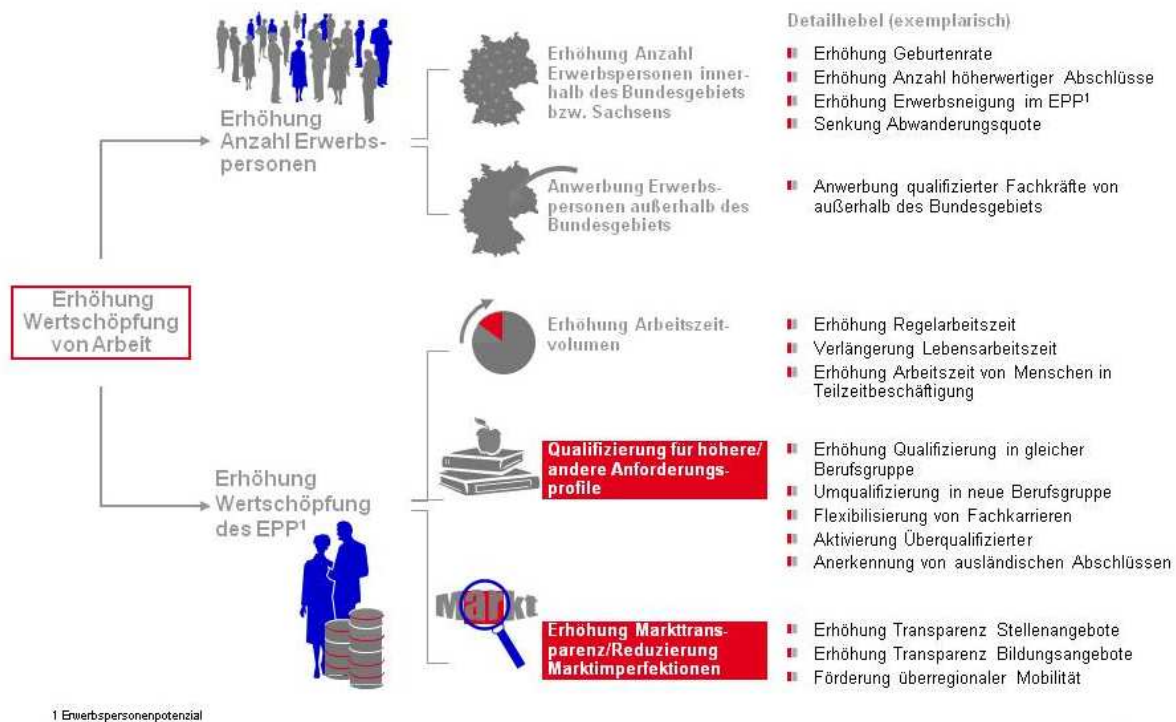 Detailhebel (exemplarisch)
Erhöhung
Anzahl Erwerbs-
personen
Erhöhung Anzahl
Erwerbspersonen inner-
halb des Bundesgebiets
bzw. Sachsens
Erhöhung Geburtenrate
Erhöhung Anzahl höherwertiger Abschlüsse
Erhöhung Erwerbsneigung im EPP¹
Senkung Abwanderungsquote
Anwerbung Erwerbs-
personen außerhalb des
Bundesgebiets
Anwerbung qualifizierter Fachkräfte von
außerhalb des Bundesgebiets
Erhöhung
Wertschöpfung
von Arbeit
Erhöhung Arbeitszeit-
volumen
Erhöhung Regelarbeitszeit
Verlängerung Lebensarbeitszeit
Erhöhung Arbeitszeit von Menschen in
Teilzeitbeschäftigung
Erhöhung
Wertschöpfung
des EPP¹
Qualifizierung für höhere/
andere Anforderungs-
profile
Erhöhung Qualifizierung in gleicher
Berufsgruppe
Umqualifizierung in neue Berufsgruppe
Flexibilisierung von Fachkarrieren
Aktivierung Überqualifizierter
Anerkennung von ausländischen Abschlüssen
Markt
Erhöhung Markttrans-
parenz/Reduzierung
Marktimperfektionen
Erhöhung Transparenz Stellenangebote
Erhöhung Transparenz Bildungsangebote
Förderung überregionaler Mobilität
1 Erwerbspersonenpotenzial